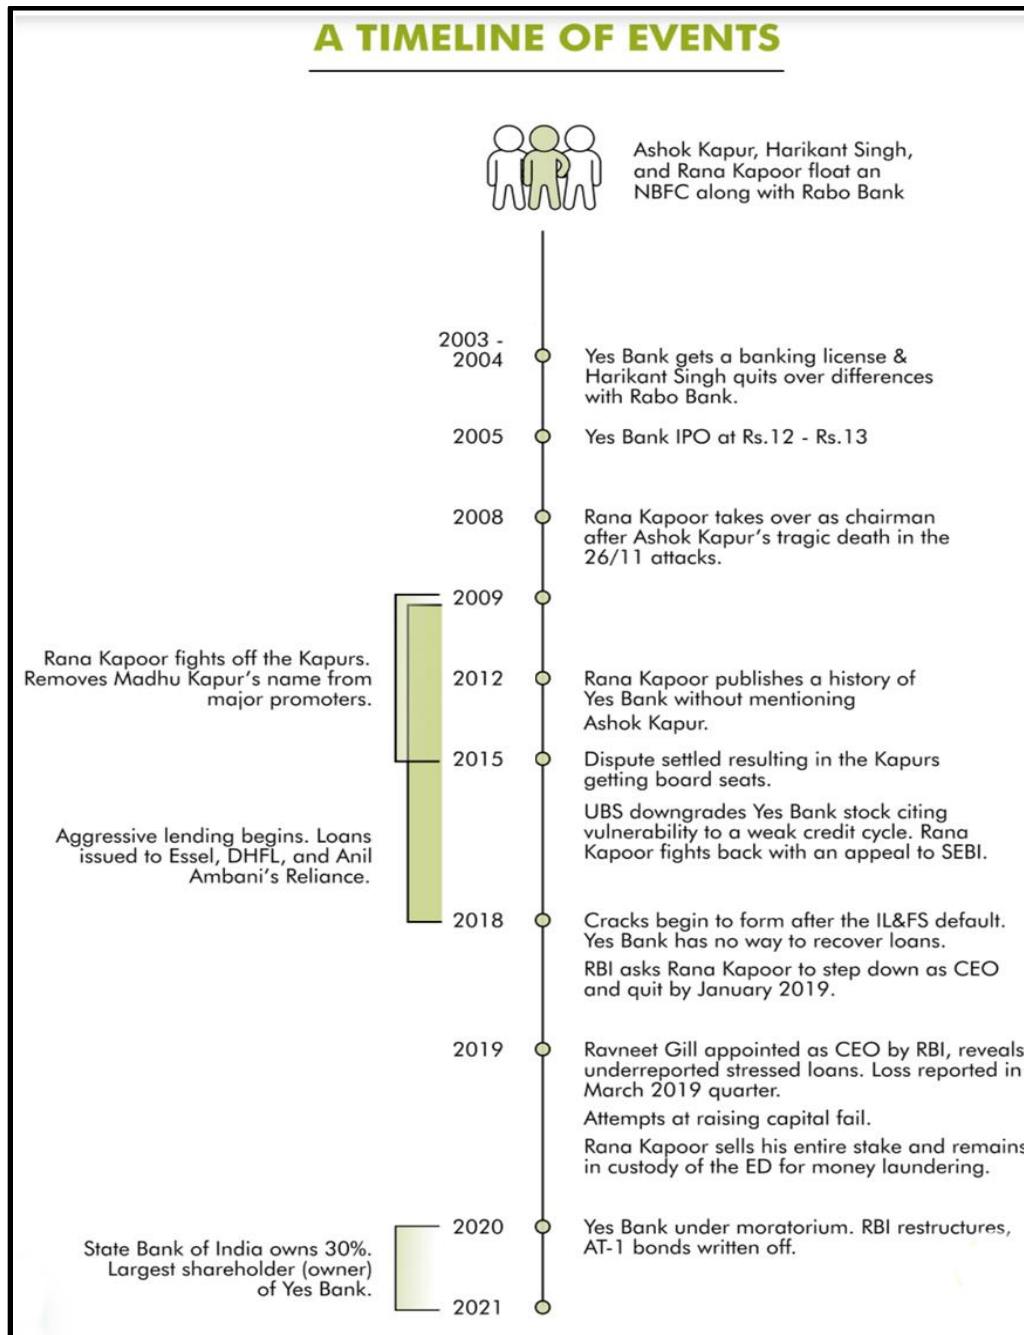 A TIMELINE OF EVENTS
Ashok Kapur, Harikant Singh,
and Rana Kapoor float an
NBFC along with Rabo Bank
2003 -
2004
Yes Bank gets a banking license &
Harikant Singh quits over differences
with Rabo Bank.
2005
Yes Bank IPO at Rs.12 - Rs.13
2008
Rana Kapoor takes over as chairman
after Ashok Kapur's tragic death in the
26/11 attacks.
2009
Rana Kapoor fights off the Kapurs.
Removes Madhu Kapur's name from
major promoters.
2012
Rana Kapoor publishes a history of
Yes Bank without mentioning
Ashok Kapur.
2015
Dispute settled resulting in the Kapurs
getting board seats.
UBS downgrades Yes Bank stock citing
vulnerability to a weak credit cycle. Rana
Kapoor fights back with an appeal to SEBI.
Aggressive lending begins. Loans
issued to Essel, DHFL, and Anil
Ambani's Reliance.
2018
Cracks begin to form after the IL&FS default.
Yes Bank has no way to recover loans.
RBI asks Rana Kapoor to step down as CEO
and quit by January 2019.
2019
Ravneet Gill appointed as CEO by RBI, reveals
underreported stressed loans. Loss reported in
March 2019 quarter.
Attempts at raising capital fail.
Rana Kapoor sells his entire stake and remains
in custody of the ED for money laundering.
2020
Yes Bank under moratorium. RBI restructures,
AT-1 bonds written off.
State Bank of India owns 30%.
Largest shareholder (owner)
of Yes Bank.
2021